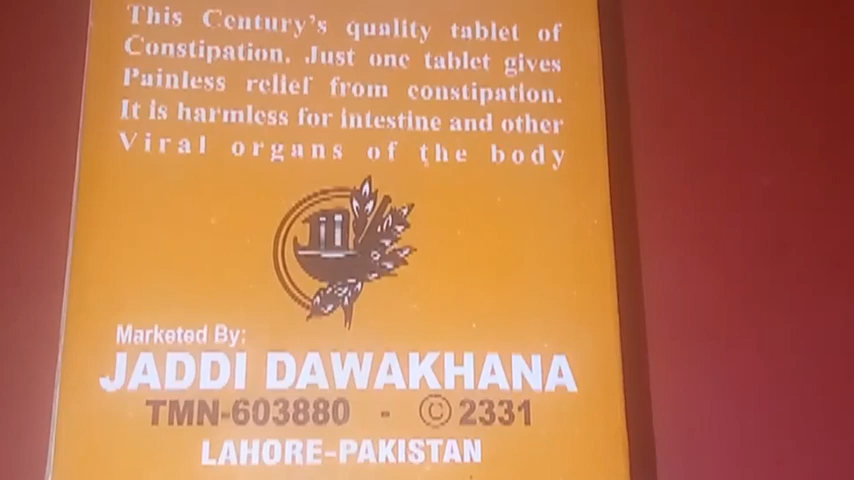 This Century's quality tablet of
Constipation. Just one tablet gives
Painless relief from constipation.
It is harmless for intestine and other
Viral organs of the body
Marketed By:
JADDI DAWAKHANA
TMN-603880 - © 2331
LAHORE-PAKISTAN